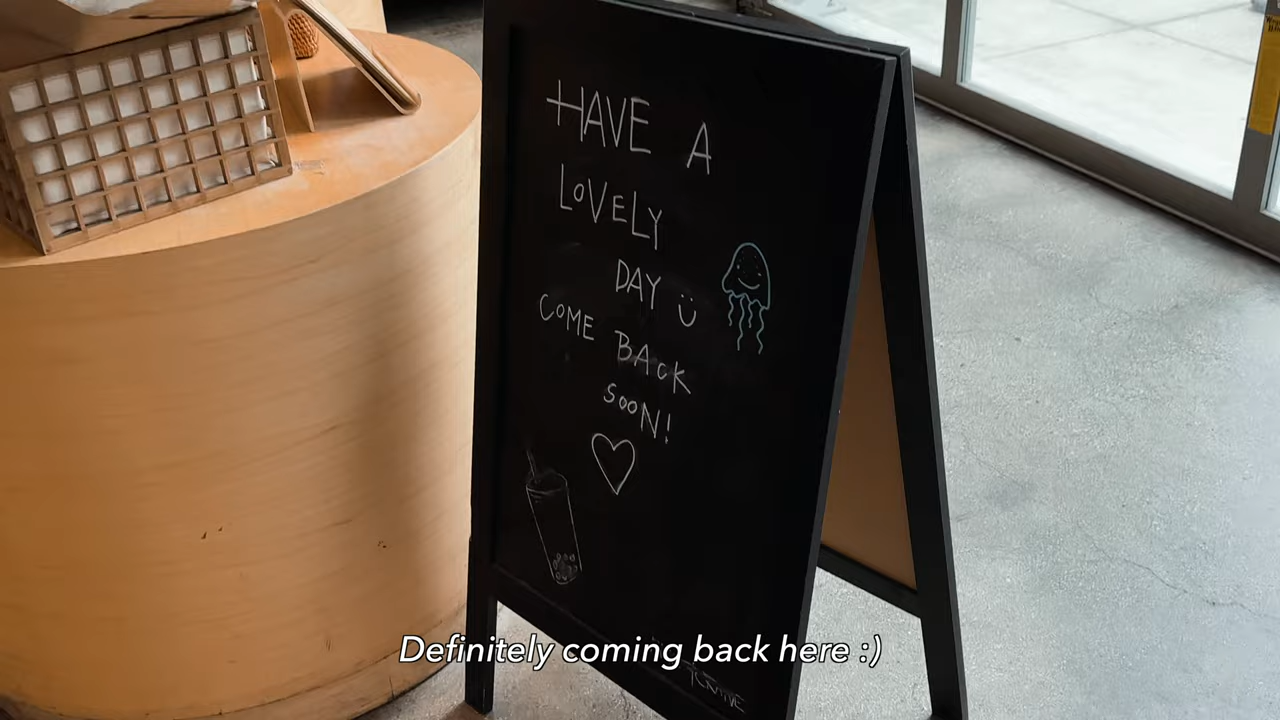 HAVE A
LOVELY
DAY
COME BACK
SOON!
Definitely coming back here :)